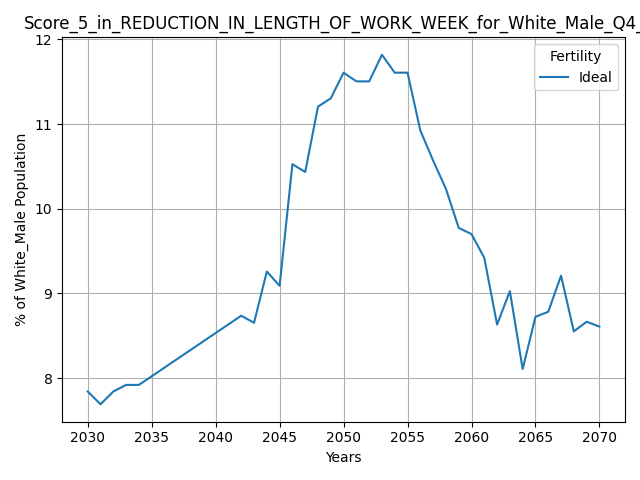 Score_5_in_REDUCTION_IN_LENGTH_OF_WORK_WEEK_for_White_Male_Q4_
12
11
10
9
8
% of White_Male Population
Fertility
Ideal
2030 2035 2040 2045 2050 2055 2060 2065 2070
Years